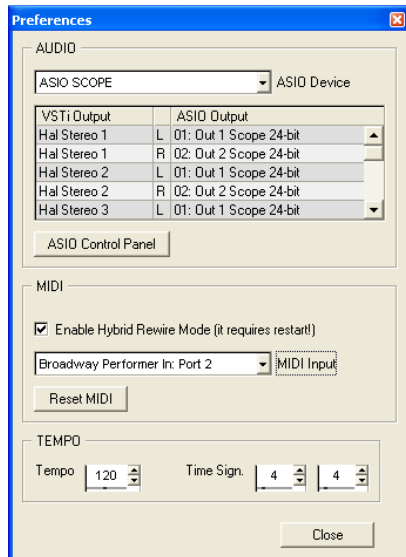 Preferences
AUDIO
ASIO SCOPE ASIO Device
VSTi Output ASIO Output
Hal Stereo 1 L 01: Out 1 Scope 24-bit
Hal Stereo 1 R 02: Out 2 Scope 24-bit
Hal Stereo 2 L 01: Out 1 Scope 24-bit
Hal Stereo 2 R 02: Out 2 Scope 24-bit
Hal Stereo 3 L 01: Out 1 Scope 24-bit
ASIO Control Panel
MIDI
Enable Hybrid Rewire Mode (it requires restart!)
Broadway Performer In: Port 2 MIDI Input
Reset MIDI
TEMPO
Tempo 120 Time Sign. 4 4
Close